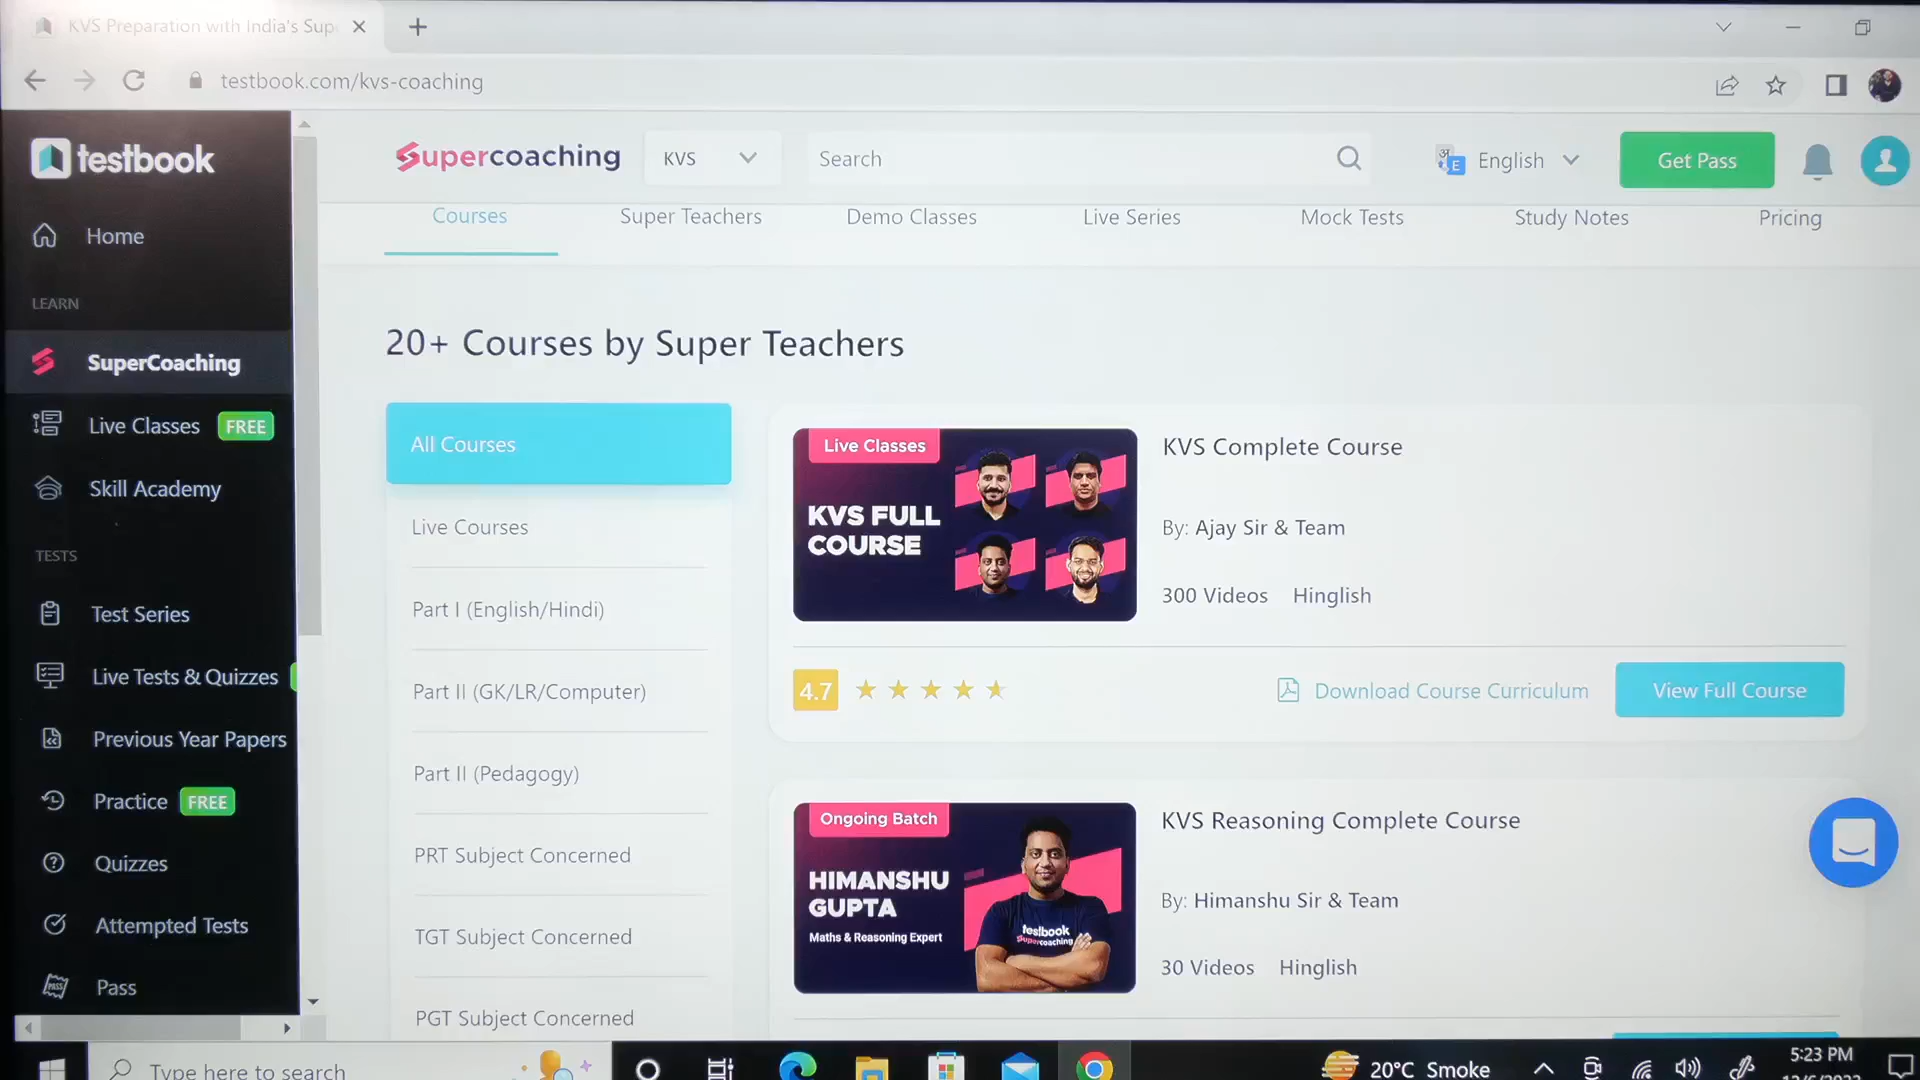 KVS Preparation with India's Sup
testbook.com/kvs-coaching
testbook
Home
LEARN
SuperCoaching
Live Classes FREE
Skill Academy
TESTS
Test Series
Live Tests & Quizzes
Previous Year Papers
Practice FREE
Quizzes
Attempted Tests
Pass
Supercoaching
KVS
Search
English
Get Pass
Courses
Super Teachers
Demo Classes
Live Series
Mock Tests
Study Notes
Pricing
20+ Courses by Super Teachers
All Courses
Live Courses
Part I (English/Hindi)
Part II (GK/LR/Computer)
Part II (Pedagogy)
PRT Subject Concerned
TGT Subject Concerned
PGT Subject Concerned
Live Classes
KVS FULL
COURSE
KVS Complete Course
By: Ajay Sir & Team
300 Videos Hinglish
4.7
Download Course Curriculum
View Full Course
Ongoing Batch
HIMANSHU
GUPTA
Maths & Reasoning Expert
testbook
Supercoaching
KVS Reasoning Complete Course
By: Himanshu Sir & Team
30 Videos Hinglish
Type here to search
20°C Smoke
5:23 PM